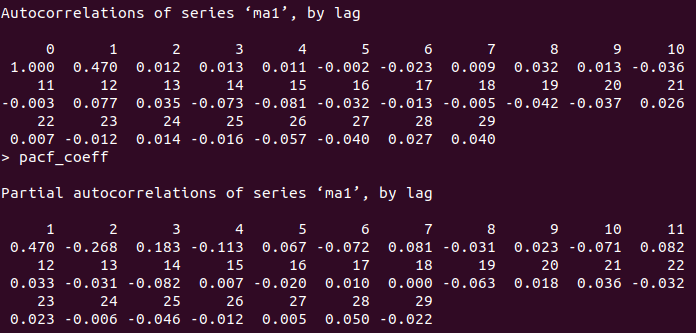 Autocorrelations of series ‘ma1’, by lag
0 1 2 3 4 5 6 7 8 9 10
1.000 0.470 0.012 0.013 0.011 -0.002 -0.023 0.009 0.032 0.013 -0.036
11 12 13 14 15 16 17 18 19 20 21
-0.003 0.077 0.035 -0.073 -0.081 -0.032 -0.013 -0.005 -0.042 -0.037 0.026
22 23 24 25 26 27 28 29
0.007 -0.012 0.014 -0.016 -0.057 -0.040 0.027 0.040
> pacf_coeff
Partial autocorrelations of series ‘ma1’, by lag
1 2 3 4 5 6 7 8 9 10 11
0.470 -0.268 0.183 -0.113 0.067 -0.072 0.081 -0.031 0.023 -0.071 0.082
12 13 14 15 16 17 18 19 20 21 22
0.033 -0.031 -0.082 0.007 -0.020 0.010 0.000 -0.063 0.018 0.036 -0.032
23 24 25 26 27 28 29
0.023 -0.006 -0.046 -0.012 0.005 0.050 -0.022